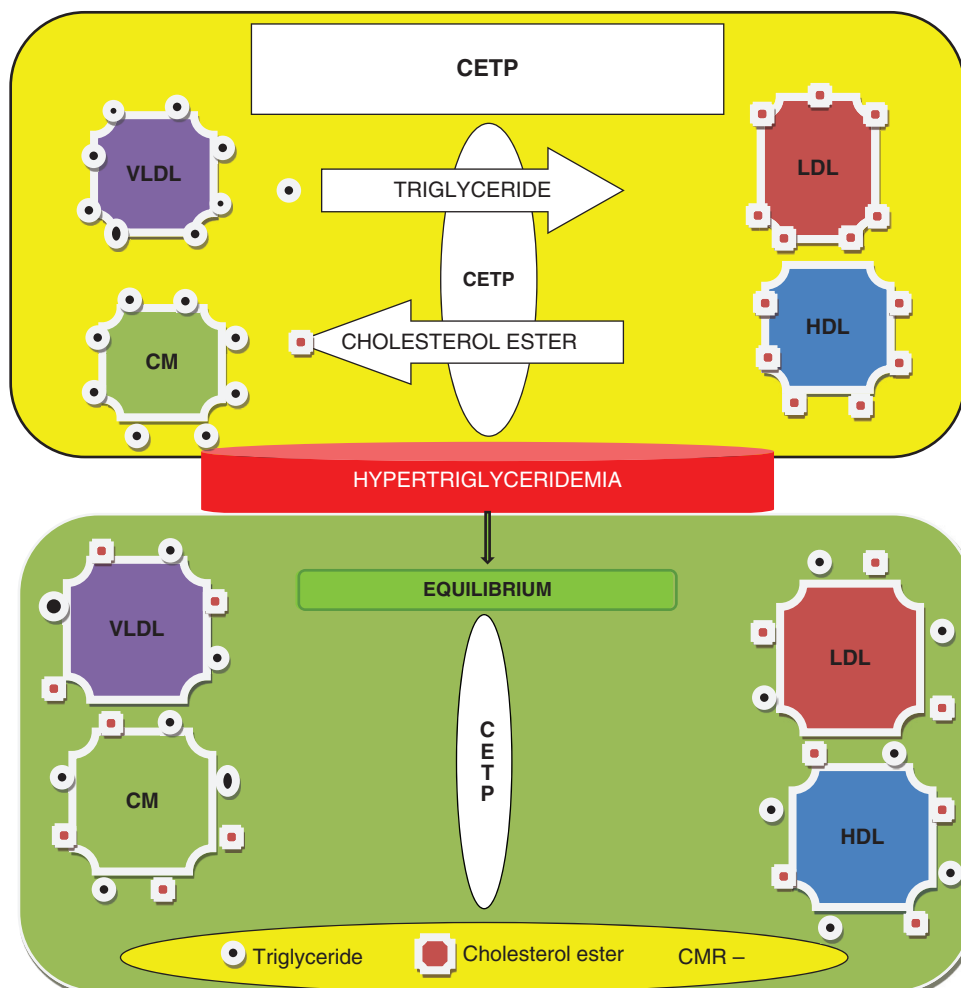 CETP
VLDL
LDL
TRIGLYCERIDE
CETP
HDL
CHOLESTEROL ESTER
CM
HYPERTRIGLYCERIDEMIA
EQUILIBRIUM
VLDL
LDL
C
E
T
P
CM
HDL
Triglyceride
Cholesterol ester
CMR –